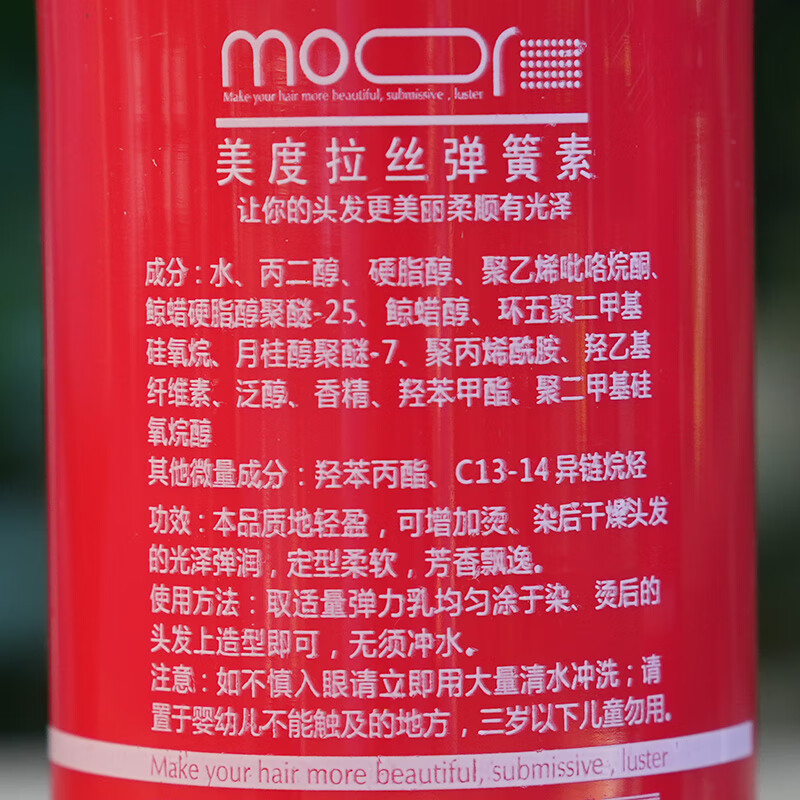 moor
Make your hair more beautiful, submissive , luster
美度拉丝弹簧素
让你的头发更美丽柔顺有光泽
成分：水、丙二醇、硬脂醇、聚乙烯吡咯烷酮、
鲸蜡硬脂醇聚醚-25、鲸蜡醇、环五聚二甲基
硅氧烷、月桂醇聚醚-7、聚丙烯酰胺、羟乙基
纤维素、泛醇、香精、羟苯甲酯、聚二甲基硅
氧烷醇
其他微量成分：羟苯丙酯、C13-14异链烷烃
功效：本品质地轻盈，可增加烫、染后干燥头发
的光泽弹润，定型柔软，芳香飘逸。
使用方法：取适量弹力乳均匀涂于染、烫后的
头发上造型即可，无须冲水。
注意：如不慎入眼请立即用大量清水冲洗；请
置于婴幼儿不能触及的地方，三岁以下儿童勿用。
Make your hair more beautiful, submissive , luster